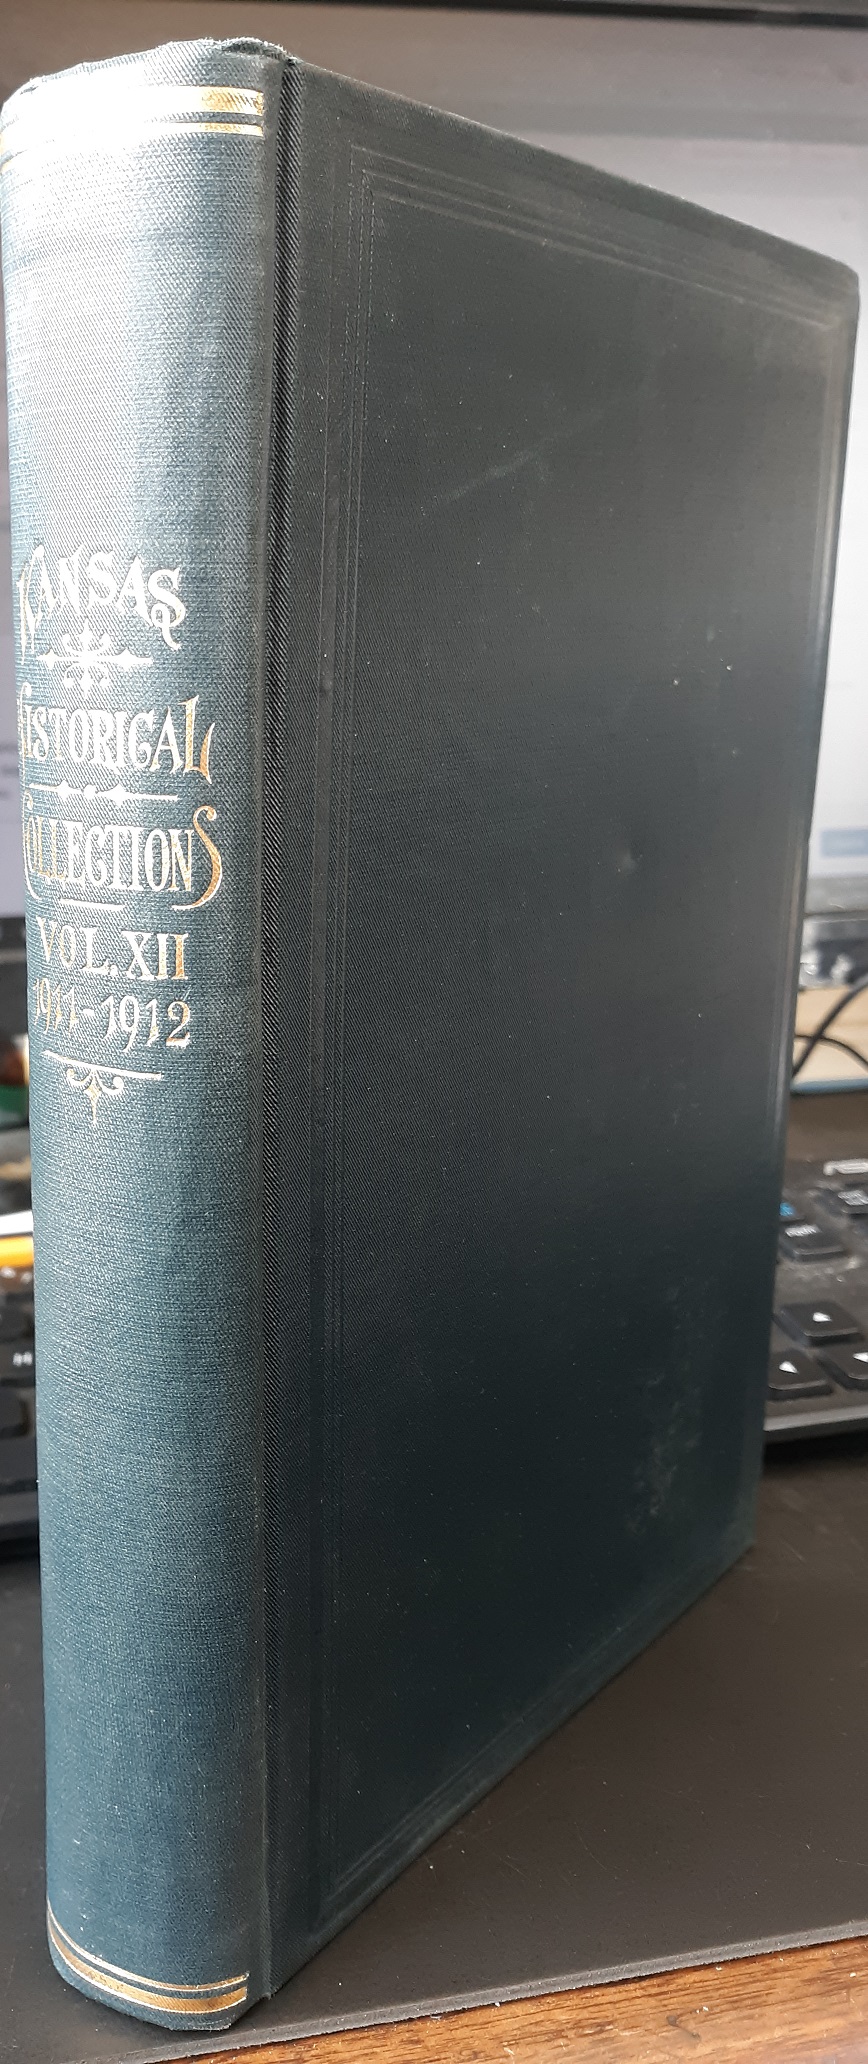 KANSAS
HISTORICAL
COLLECTIONS
VOL. XII
1911-1912